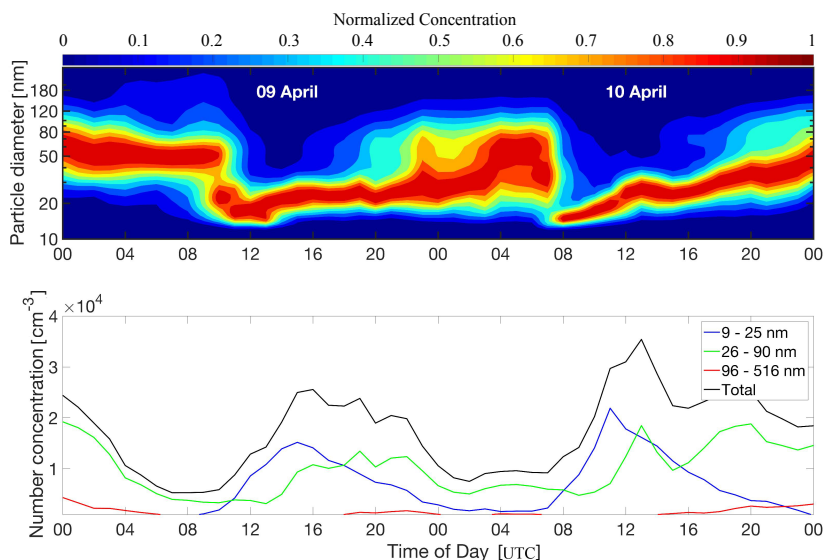 Normalized Concentration
0 0.1 0.2 0.3 0.4 0.5 0.6 0.7 0.8 0.9 1
Particle diameter [nm]
180
120
80
50
20
10
09 April 10 April
00 04 08 12 16 20 00 04 08 12 16 20 00
Number concentration [cm⁻³]
×10⁴
4
3
2
1
9 - 25 nm
26 - 90 nm
96 - 516 nm
Total
00 04 08 12 16 20 00 04 08 12 16 20 00
Time of Day [UTC]